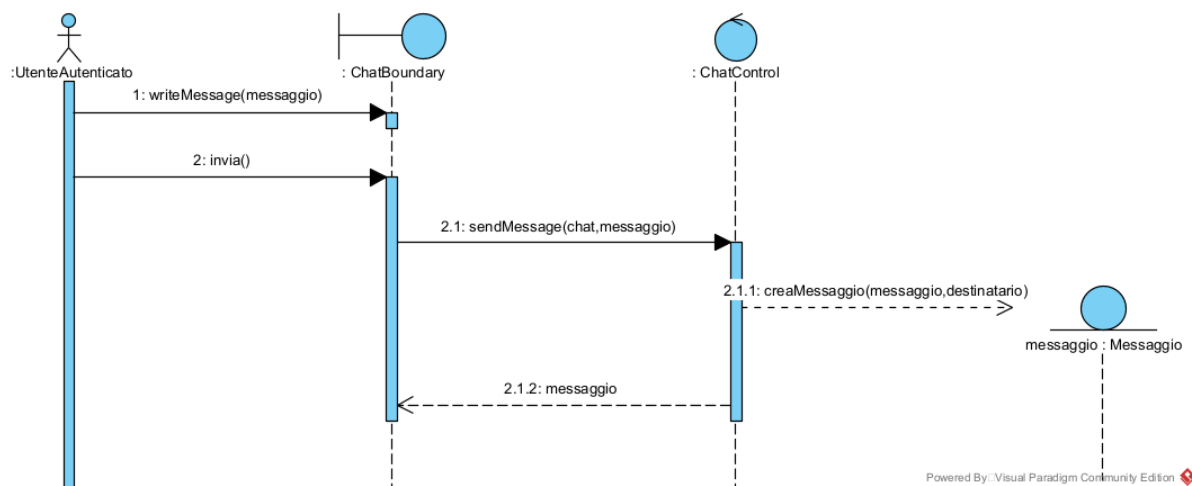 :UtenteAutenticato
: ChatBoundary
: ChatControl
1: writeMessage(messaggio)
2: invia()
2.1: sendMessage(chat,messaggio)
2.1.1: creaMessaggio(messaggio,destinatario)
messaggio : Messaggio
2.1.2: messaggio
Powered By Visual Paradigm Community Edition